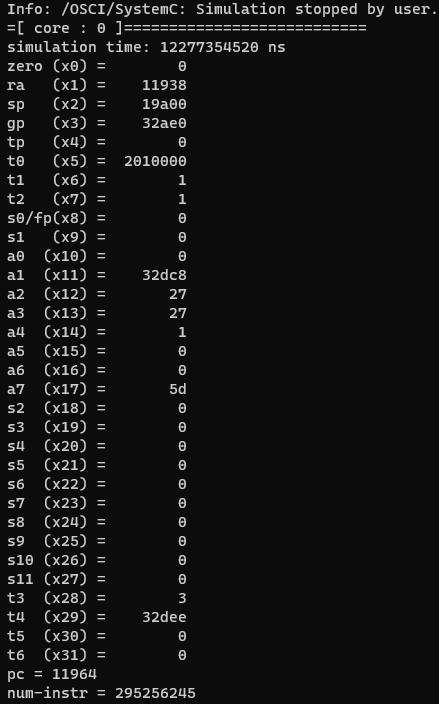 Info: /OSCI/SystemC: Simulation stopped by user.
=[ core : 0 ]===========================
simulation time: 12277354520 ns
zero (x0) =        0
ra   (x1) =    11938
sp   (x2) =    19a00
gp   (x3) =    32ae0
tp   (x4) =        0
t0   (x5) =  2010000
t1   (x6) =        1
t2   (x7) =        1
s0/fp(x8) =        0
s1   (x9) =        0
a0  (x10) =        0
a1  (x11) =    32dc8
a2  (x12) =       27
a3  (x13) =       27
a4  (x14) =        1
a5  (x15) =        0
a6  (x16) =        0
a7  (x17) =       5d
s2  (x18) =        0
s3  (x19) =        0
s4  (x20) =        0
s5  (x21) =        0
s6  (x22) =        0
s7  (x23) =        0
s8  (x24) =        0
s9  (x25) =        0
s10 (x26) =        0
s11 (x27) =        0
t3  (x28) =        3
t4  (x29) =    32dee
t5  (x30) =        0
t6  (x31) =        0
pc = 11964
num-instr = 295256245